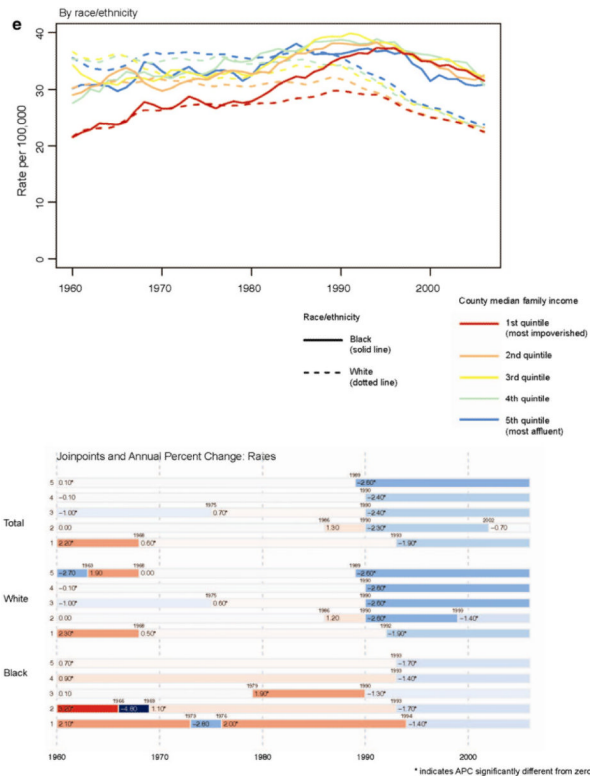 By race/ethnicity
e
Rate per 100,000
40
30
20
10
0
1960 1970 1980 1990 2000
Race/ethnicity
Black
(solid line)
White
(dotted line)
County median family income
1st quintile
(most impoverished)
2nd quintile
3rd quintile
4th quintile
5th quintile
(most affluent)
Joinpoints and Annual Percent Change: Rates
Total
1989
5 0.10* −2.60*
1990
4 −0.10 −2.40*
1975 1990
3 −1.00* 0.70* −2.40*
1986 1990 2002
2 0.00 1.30 −2.30* −0.70
1968 1993
1 2.20* 0.60* −1.90*
White
1963 1968 1989
5 −2.70 1.90 0.00 −2.60*
1990
4 −0.10* −2.60*
1975 1990
3 −1.00* 0.60* −2.60*
1986 1990 1999
2 0.00 1.20 −2.60* −1.40*
1968 1992
1 2.30* 0.50* −1.90*
Black
1993
5 0.70* −1.70*
1993
4 0.90* −1.40*
1979 1990
3 0.10 1.90* −1.30*
1966 1969 1993
2 −4.80 1.10* −1.70*
1973 1976 1994
1 2.10* −2.80 2.00* −1.40*
1960 1970 1980 1990 2000
* indicates APC significantly different from zero